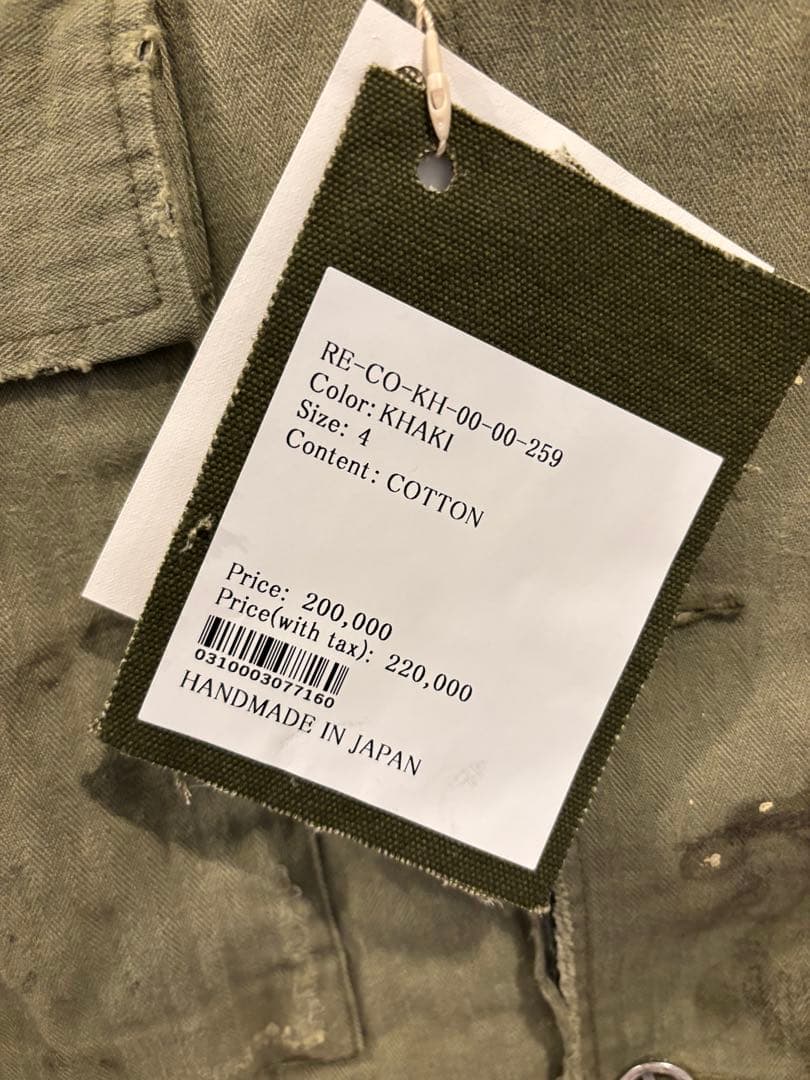 RE-CO-KH-00-00-259
Color: KHAKI
Size: 4
Content: COTTON
Price: 200,000
Price(with tax): 220,000
0310003077160
HANDMADE IN JAPAN